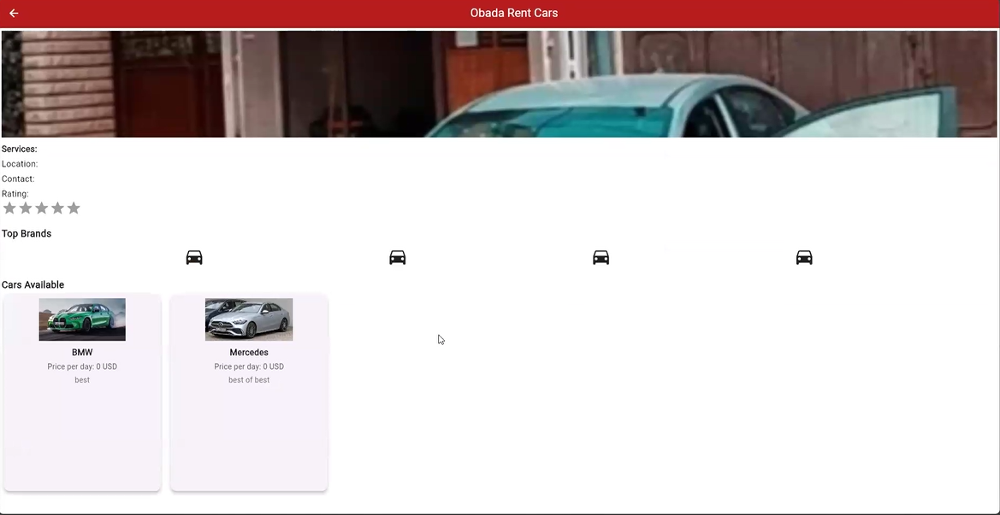 Obada Rent Cars
Services:
Location:
Contact:
Rating:
Top Brands
Cars Available
BMW
Price per day: 0 USD
best
Mercedes
Price per day: 0 USD
best of best